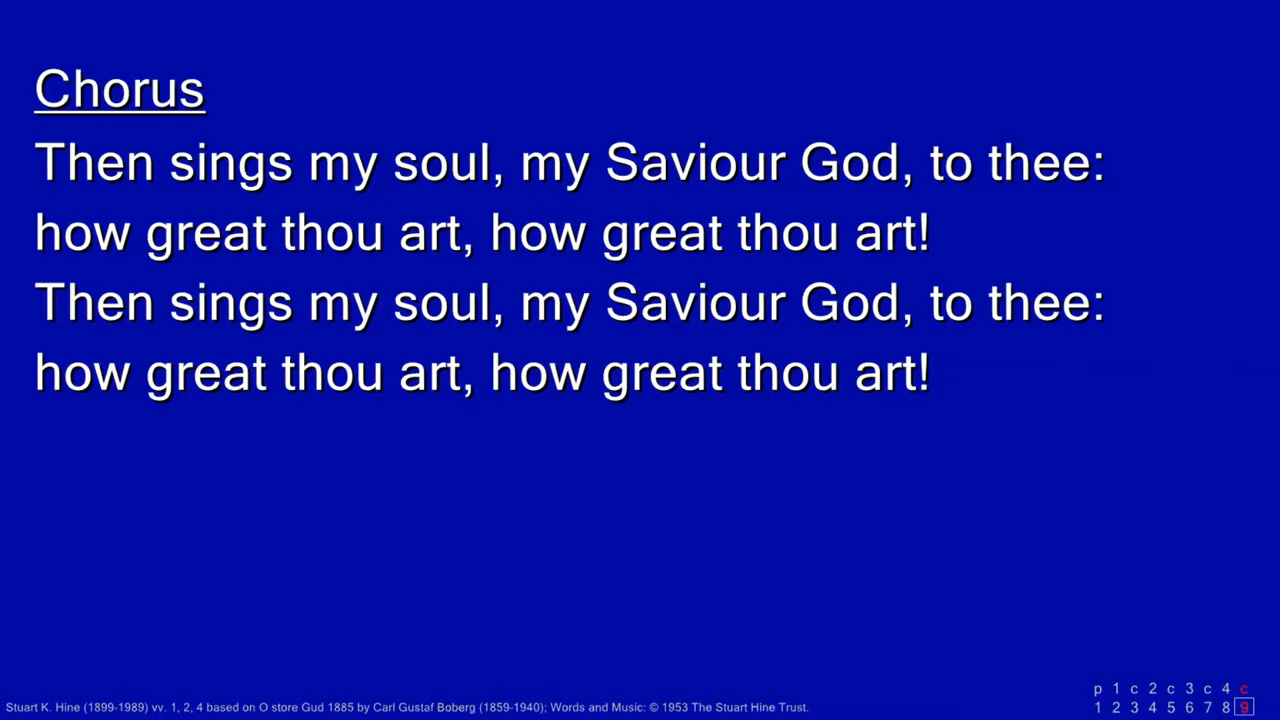 Chorus
Then sings my soul, my Saviour God, to thee:
how great thou art, how great thou art!
Then sings my soul, my Saviour God, to thee:
how great thou art, how great thou art!
p 1 c 2 c 3 c 4 c
Stuart K. Hine (1899-1989) vv. 1, 2, 4 based on O store Gud 1885 by Carl Gustaf Boberg (1859-1940); Words and Music: © 1953 The Stuart Hine Trust.
1 2 3 4 5 6 7 8 9